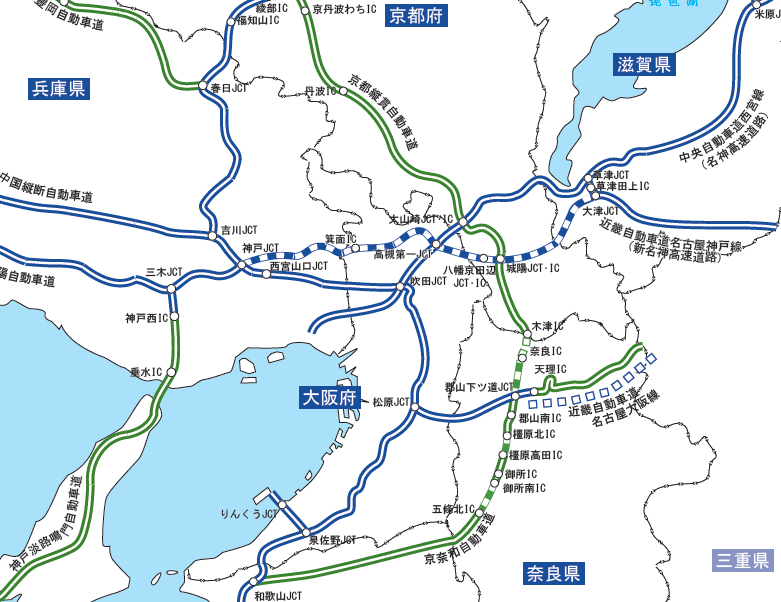 綾部IC
京丹波わちIC
京都府
琵琶湖
米原J
豊岡自動車道
福知山IC
滋賀県
兵庫県
春日JCT
丹波IC
京都縦貫自動車道
中央自動車道西宮線
(名神高速道路)
中国縦断自動車道
草津JCT
草津田上IC
大津JCT
大山崎JCT・IC
近畿自動車道名古屋神戸線
(新名神高速道路)
吉川JCT
箕面IC
神戸JCT
高槻第一JCT
西宮山口JCT
八幡京田辺
JCT・IC
城陽JCT・IC
陽自動車道
三木JCT
吹田JCT
神戸西IC
木津IC
奈良IC
垂水IC
天理IC
郡山下ツ道JCT
大阪府
松原JCT
近畿自動車道
名古屋大阪線
郡山南IC
橿原北IC
橿原高田IC
御所IC
御所南IC
りんくうJCT
五條北IC
神戸淡路鳴門自動車道
泉佐野JCT
京奈和自動車道
奈良県
三重県
和歌山JCT